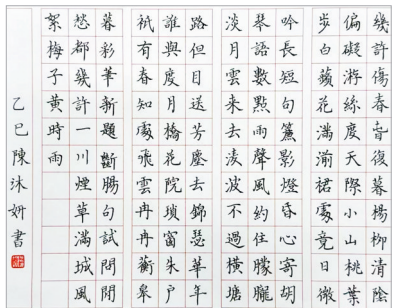 幾許傷春旾復暮楊柳清陰
偏礙游絲度天際小山桃葉
步白蘋花滿湔裙處竟日微
吟長短句簾影燈昏心寄胡
琴語數點雨聲風約住朦朧
淡月雲来去淩波不過橫塘
路但目送芳塵去錦瑟華年
誰與度月橋花院瑣窗朱戶
祇有春知處飛雲冉冉蘅皋
暮彩華新題斷腸句試問閒
愁都幾許一川煙草滿城風
絮梅子黃時雨
乙巳陳沐妍書